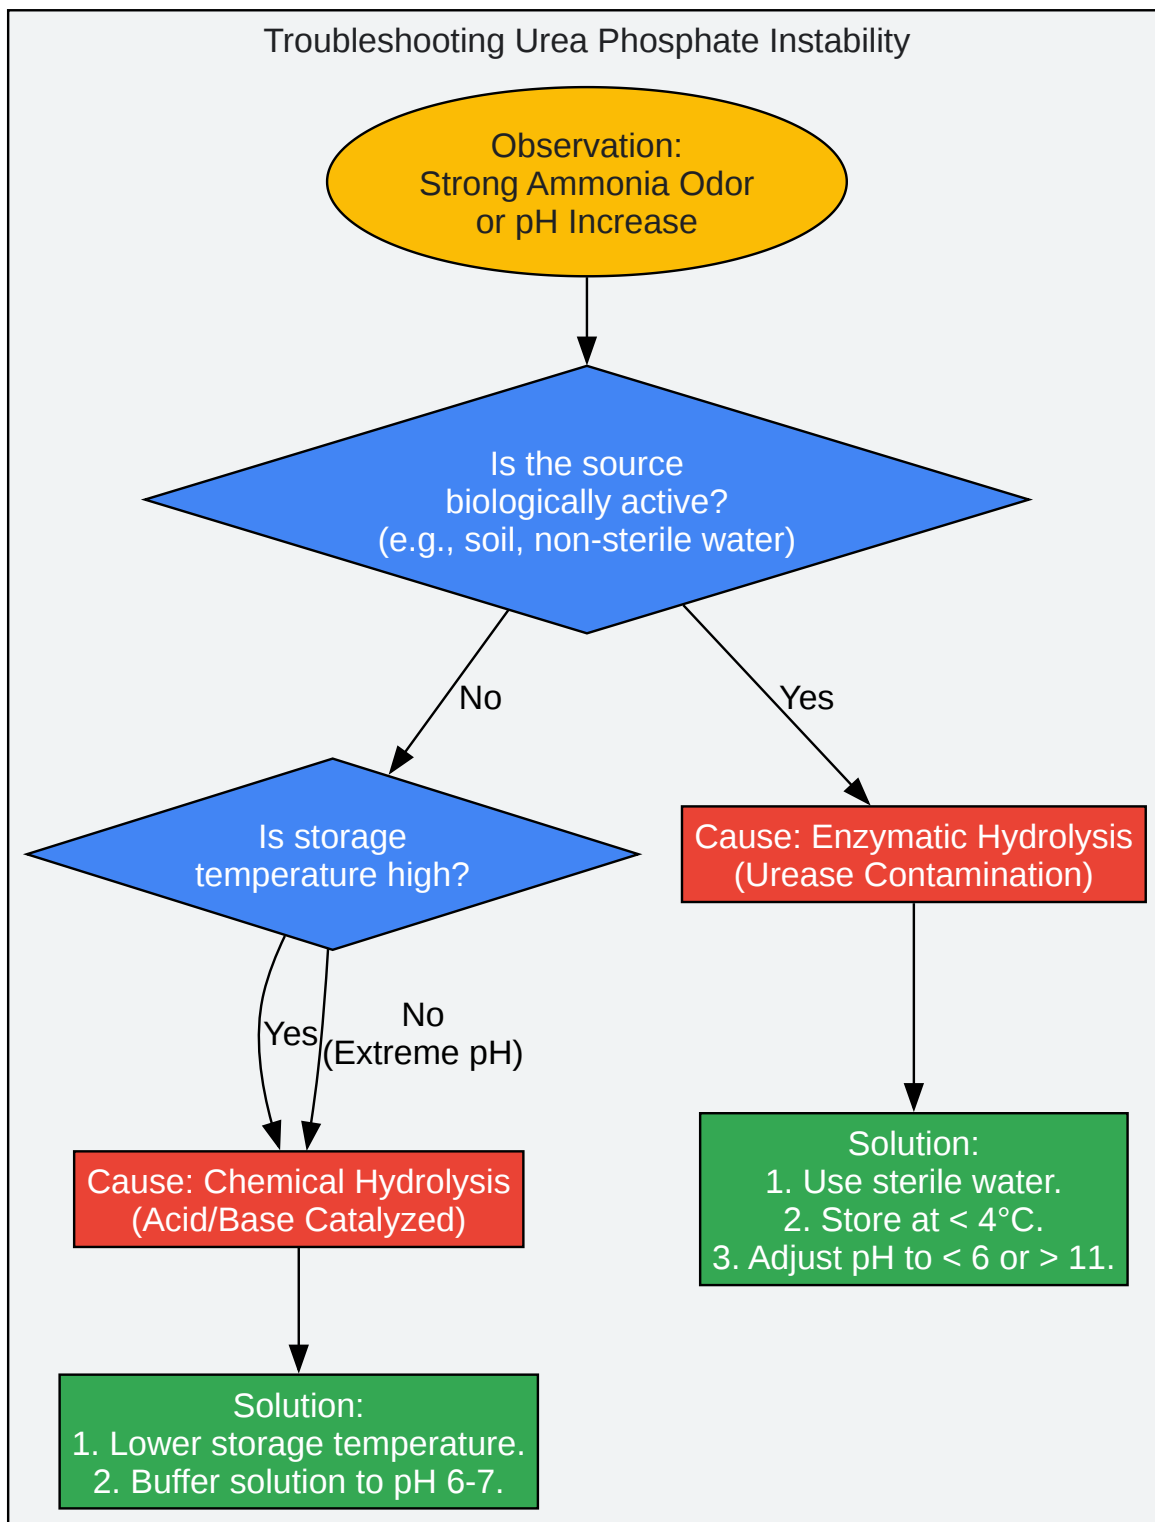 Troubleshooting Urea Phosphate Instability
Observation:
Strong Ammonia Odor
or pH Increase
Is the source
biologically active?
(e.g., soil, non-sterile water)
No
Yes
Is storage
temperature high?
Cause: Enzymatic Hydrolysis
(Urease Contamination)
Yes
No
(Extreme pH)
Cause: Chemical Hydrolysis
(Acid/Base Catalyzed)
Solution:
1. Use sterile water.
2. Store at < 4°C.
3. Adjust pH to < 6 or > 11.
Solution:
1. Lower storage temperature.
2. Buffer solution to pH 6-7.